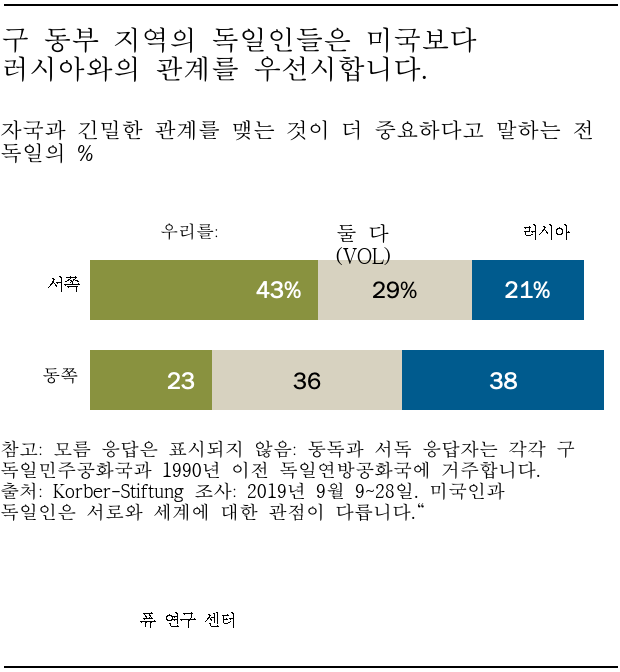 구 동부 지역의 독일인들은 미국보다
러시아와의 관계를 우선시합니다.
자국과 긴밀한 관계를 맺는 것이 더 중요하다고 말하는 전
독일의 %
우리를: 둘 다 러시아
(VOL)
서쪽 43% 29% 21%
동쪽 23 36 38
참고: 모름 응답은 표시되지 않음: 동독과 서독 응답자는 각각 구
독일민주공화국과 1990년 이전 독일연방공화국에 거주합니다.
출처: Korber-Stiftung 조사: 2019년 9월 9~28일. 미국인과
독일인은 서로와 세계에 대한 관점이 다릅니다.“
퓨 연구 센터